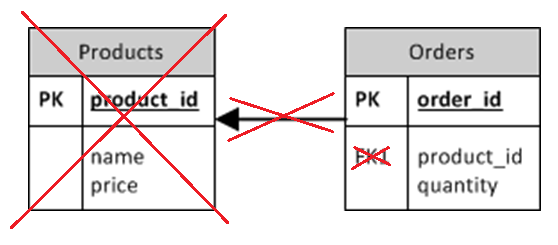 Products
PK product_id
name
price
Orders
PK order_id
FK1 product_id
quantity